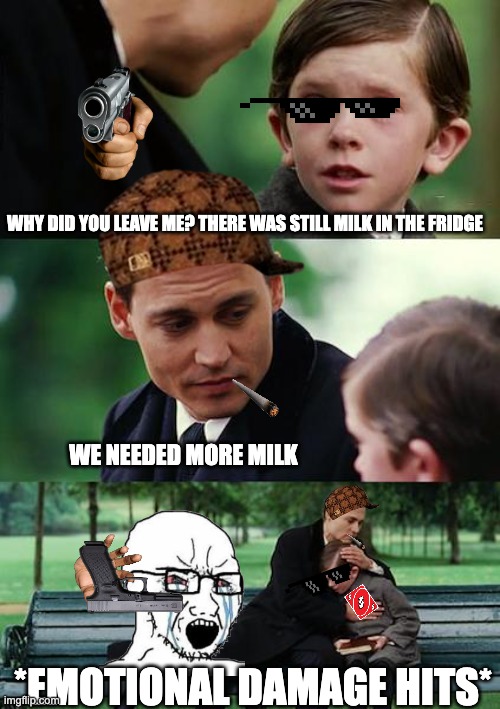 WHY DID YOU LEAVE ME? THERE WAS STILL MILK IN THE FRIDGE
WE NEEDED MORE MILK
*EMOTIONAL DAMAGE HITS*
imgflip.com